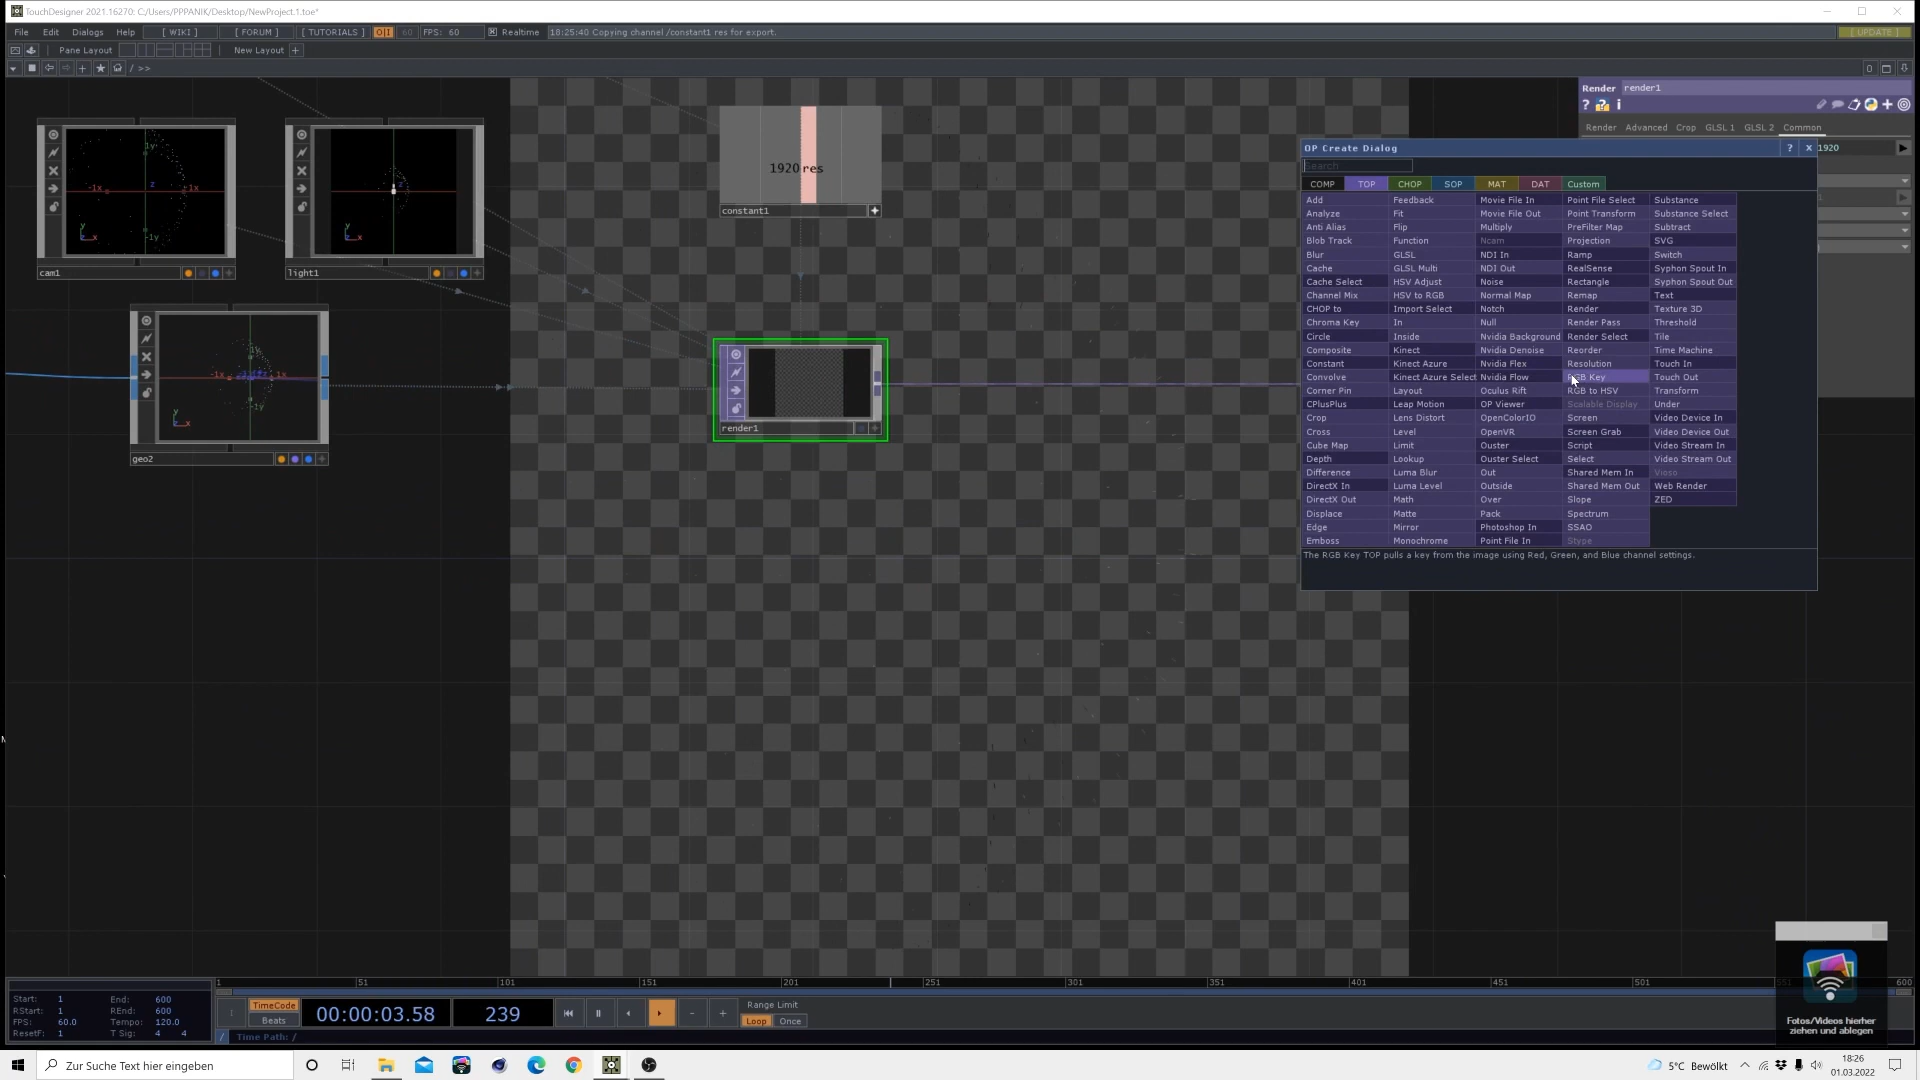 TouchDesigner 2021.16270: C:/Users/PPPANIK/Desktop/NewProject.1.toe*
File Edit Dialogs Help [ WIKI ] [ FORUM ] [ TUTORIALS ] O|I 60 FPS: 60 Realtime 18:25:40 Copying channel /constant1 res for export. [ UPDATE ]
Pane Layout New Layout +
/ >> 0
Render render1
Render Advanced Crop GLSL 1 GLSL 2 Common
1920
cam1
light1
geo2
1920 res
constant1
render1
OP Create Dialog ? x
Search
COMP TOP CHOP SOP MAT DAT Custom
Add Feedback Movie File In Point File Select Substance
Analyze Fit Movie File Out Point Transform Substance Select
Anti Alias Flip Multiply PreFilter Map Subtract
Blob Track Function Ncam Projection SVG
Blur GLSL NDI In Ramp Switch
Cache GLSL Multi NDI Out RealSense Syphon Spout In
Cache Select HSV Adjust Noise Rectangle Syphon Spout Out
Channel Mix HSV to RGB Normal Map Remap Text
CHOP to Import Select Notch Render Texture 3D
Chroma Key In Null Render Pass Threshold
Circle Inside Nvidia Background Render Select Tile
Composite Kinect Nvidia Denoise Reorder Time Machine
Constant Kinect Azure Nvidia Flex Resolution Touch In
Convolve Kinect Azure Select Nvidia Flow RGB Key Touch Out
Corner Pin Layout Oculus Rift RGB to HSV Transform
CPlusPlus Leap Motion OP Viewer Scalable Display Under
Crop Lens Distort OpenColorIO Screen Video Device In
Cross Level OpenVR Screen Grab Video Device Out
Cube Map Limit Ouster Script Video Stream In
Depth Lookup Ouster Select Select Video Stream Out
Difference Luma Blur Out Shared Mem In Vioso
DirectX In Luma Level Outside Shared Mem Out Web Render
DirectX Out Math Over Slope ZED
Displace Matte Pack Spectrum
Edge Mirror Photoshop In SSAO
Emboss Monochrome Point File In Stype
The RGB Key TOP pulls a key from the image using Red, Green, and Blue channel settings.
1 51 101 151 201 251 301 351 401 451 501 551 600
Start: 1 End: 600
RStart: 1 REnd: 600
FPS: 60.0 Tempo: 120.0
ResetF: 1 T Sig: 4 4
TimeCode
Beats
00:00:03.58 239
Range Limit
Loop Once
/ Time Path: /
Fotos/Videos hierher
ziehen und ablegen
Zur Suche Text hier eingeben
5°C Bewölkt
18:26
01.03.2022